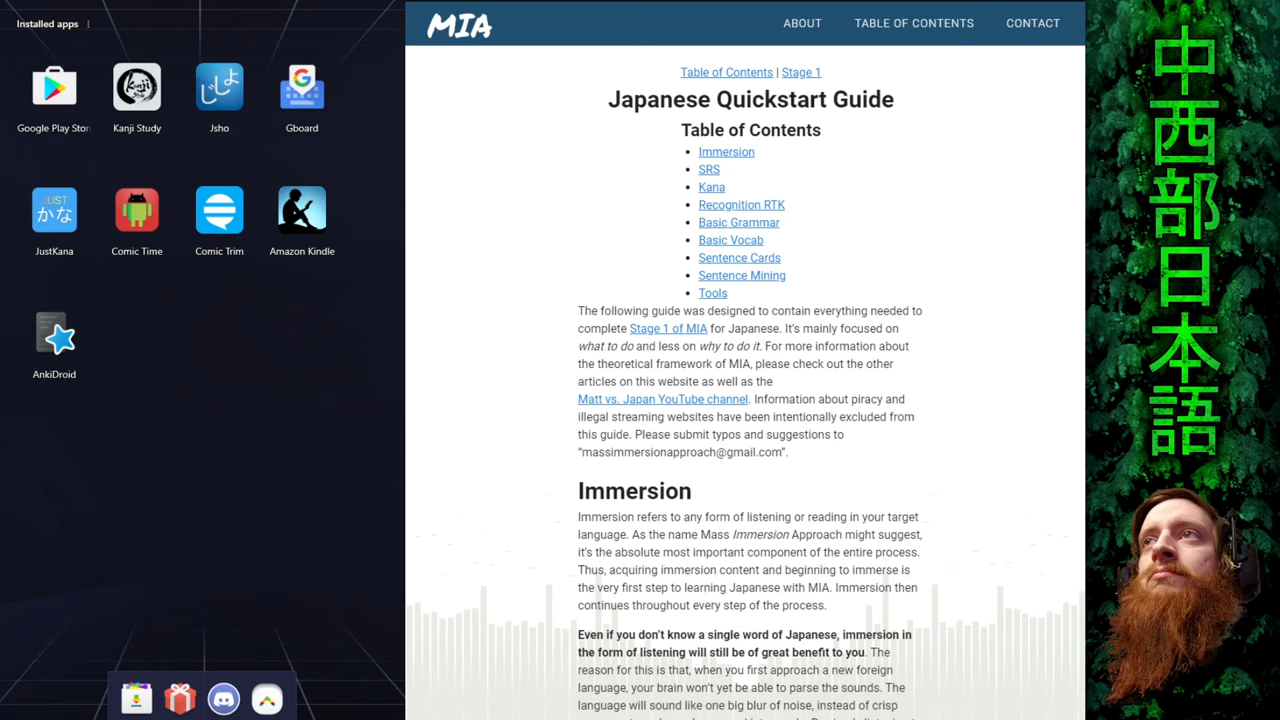 Installed apps
Google Play Stor
Kanji Study
Jsho
Gboard
JUST
かな
JustKana
Comic Time
Comic Trim
Amazon Kindle
AnkiDroid
MIA
ABOUT
TABLE OF CONTENTS
CONTACT
Table of Contents | Stage 1
Japanese Quickstart Guide
Table of Contents
Immersion
SRS
Kana
Recognition RTK
Basic Grammar
Basic Vocab
Sentence Cards
Sentence Mining
Tools
The following guide was designed to contain everything needed to
complete Stage 1 of MIA for Japanese. It's mainly focused on
what to do and less on why to do it. For more information about
the theoretical framework of MIA, please check out the other
articles on this website as well as the
Matt vs. Japan YouTube channel. Information about piracy and
illegal streaming websites have been intentionally excluded from
this guide. Please submit typos and suggestions to
“massimmersionapproach@gmail.com”.
Immersion
Immersion refers to any form of listening or reading in your target
language. As the name Mass Immersion Approach might suggest,
it's the absolute most important component of the entire process.
Thus, acquiring immersion content and beginning to immerse is
the very first step to learning Japanese with MIA. Immersion then
continues throughout every step of the process.
Even if you don't know a single word of Japanese, immersion in
the form of listening will still be of great benefit to you. The
reason for this is that, when you first approach a new foreign
language, your brain won't yet be able to parse the sounds. The
language will sound like one big blur of noise, instead of crisp
中西部日本語